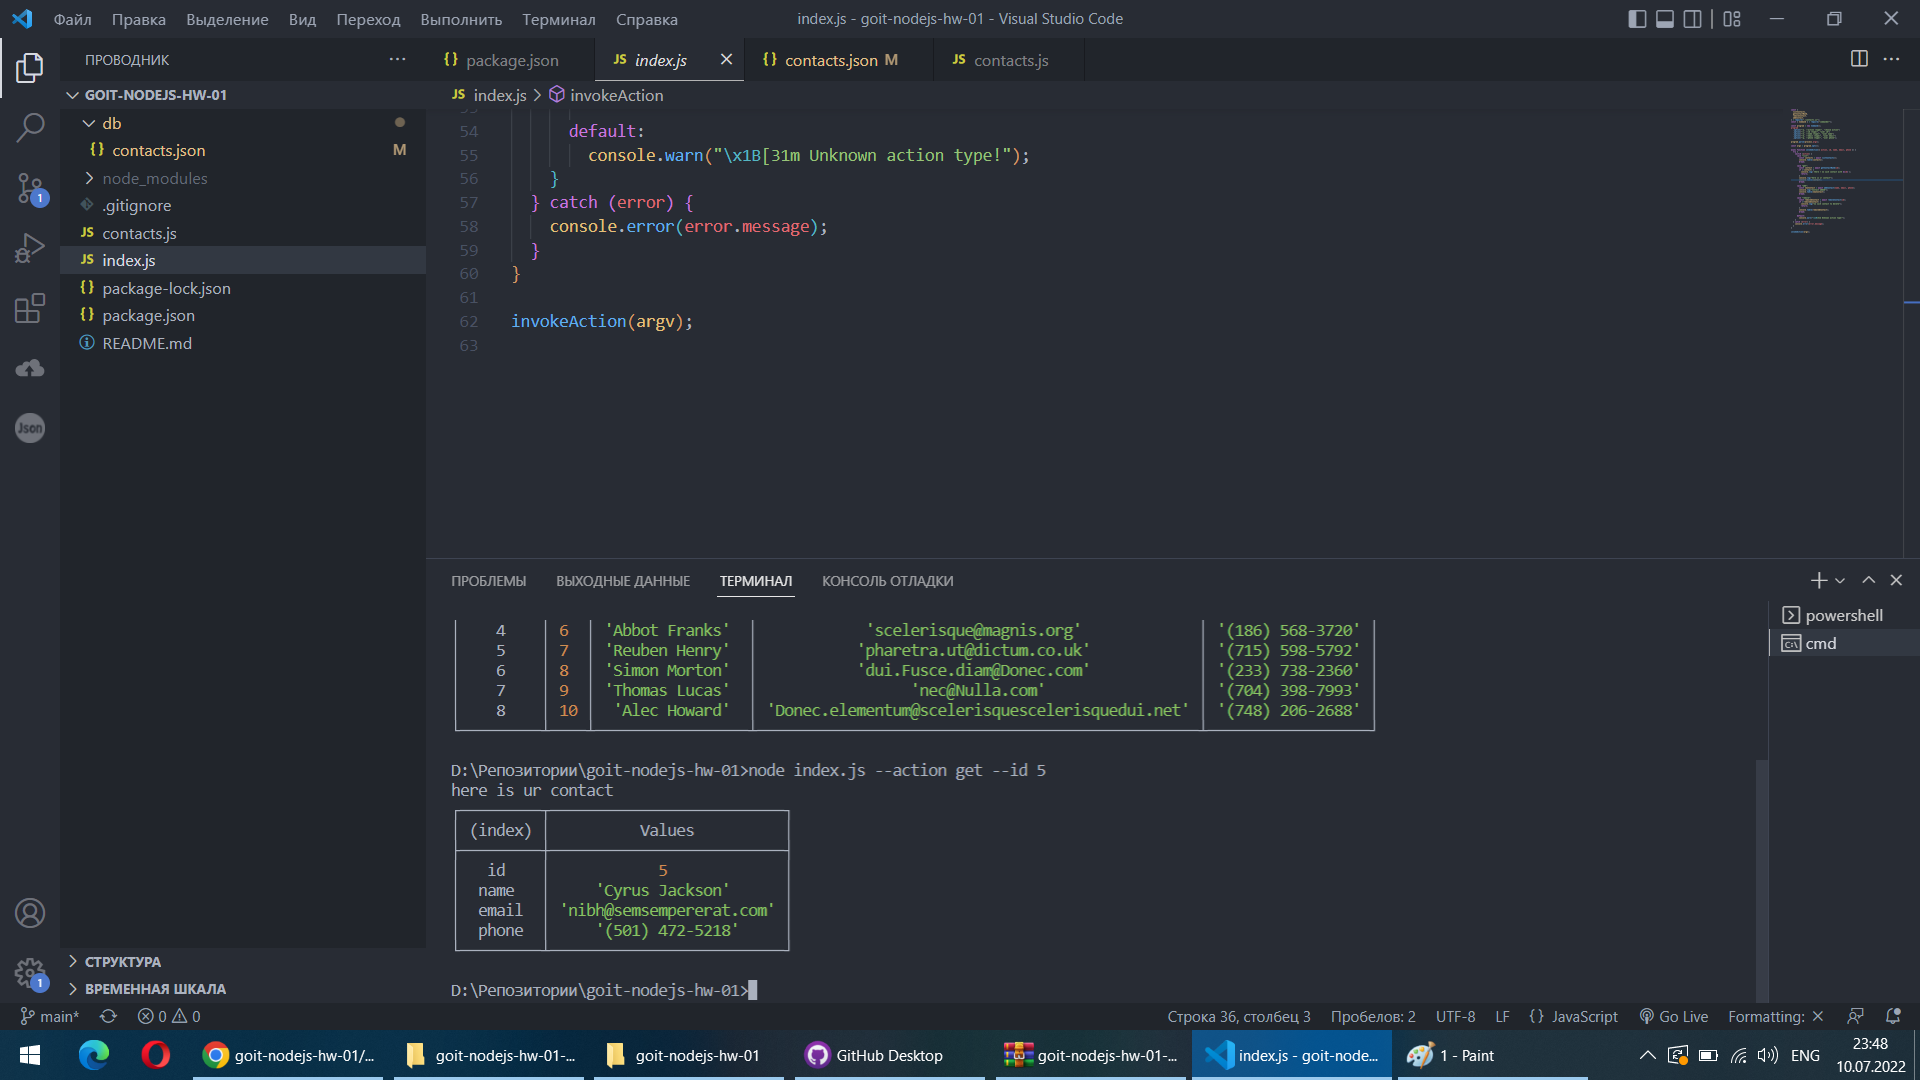 Файл Правка Выделение Вид Переход Выполнить Терминал Справка
index.js - goit-nodejs-hw-01 - Visual Studio Code
ПРОВОДНИК
package.json index.js contacts.json M contacts.js
GOIT-NODEJS-HW-01
db
contacts.json M
node_modules
.gitignore
contacts.js
index.js
package-lock.json
package.json
README.md
1
Json
1
СТРУКТУРА
ВРЕМЕННАЯ ШКАЛА
index.js > invokeAction
54 default:
55 console.warn("\x1B[31m Unknown action type!");
56 }
57 } catch (error) {
58 console.error(error.message);
59 }
60 }
61
62 invokeAction(argv);
63
ПРОБЛЕМЫ ВЫХОДНЫЕ ДАННЫЕ ТЕРМИНАЛ КОНСОЛЬ ОТЛАДКИ
powershell
cmd
4 6 'Abbot Franks' 'scelerisque@magnis.org' '(186) 568-3720'
5 7 'Reuben Henry' 'pharetra.ut@dictum.co.uk' '(715) 598-5792'
6 8 'Simon Morton' 'dui.Fusce.diam@Donec.com' '(233) 738-2360'
7 9 'Thomas Lucas' 'nec@Nulla.com' '(704) 398-7993'
8 10 'Alec Howard' 'Donec.elementum@scelerisquescelerisquedui.net' '(748) 206-2688'
D:\Репозитории\goit-nodejs-hw-01>node index.js --action get --id 5
here is ur contact
(index) Values
id 5
name 'Cyrus Jackson'
email 'nibh@semsempererat.com'
phone '(501) 472-5218'
D:\Репозитории\goit-nodejs-hw-01>
main* 0 0 Строка 36, столбец 3 Пробелов: 2 UTF-8 LF {} JavaScript Go Live Formatting: ×
goit-nodejs-hw-01/... goit-nodejs-hw-01-... goit-nodejs-hw-01 GitHub Desktop goit-nodejs-hw-01-... index.js - goit-node... 1 - Paint ENG
23:48
10.07.2022